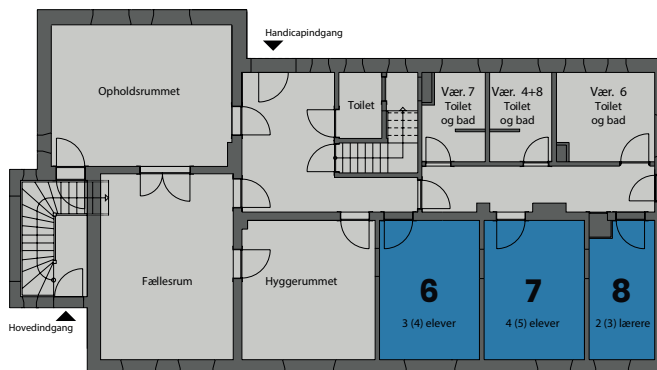 Handicapindgang
Opholdsrummet
Toilet
Vær. 7
Toilet
og bad
Vær. 4+8
Toilet
og bad
Vær. 6
Toilet
og bad
Fællesrum
Hyggerummet
6
3 (4) elever
7
4 (5) elever
8
2 (3) lærere
Hovedindgang